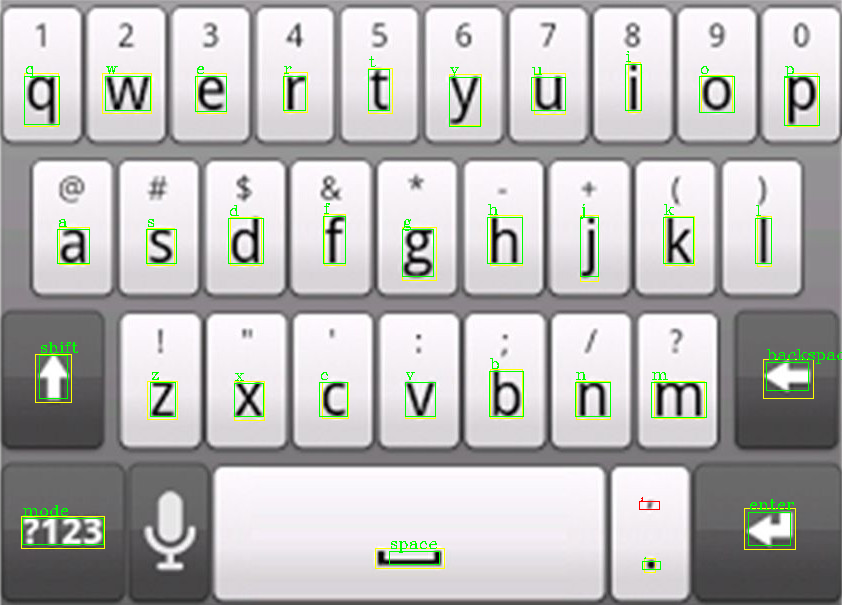 1 2 3 4 5 6 7 8 9 0
q w e r t y u i o p
q w e r t y u i o p
@ # $ & * - + ( )
a s d f g h j k l
a s d f g h j k l
! " ' : ; / ?
shift z x c v b n m backspac
z x c v b n m
mode , enter
?123
space .